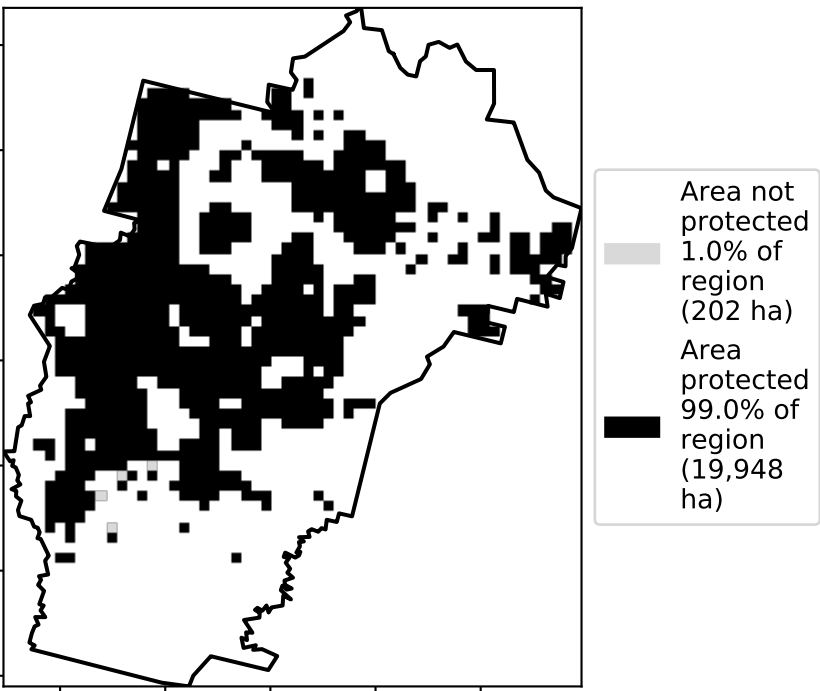 Area not
protected
1.0% of
region
(202 ha)
Area
protected
99.0% of
region
(19,948
ha)